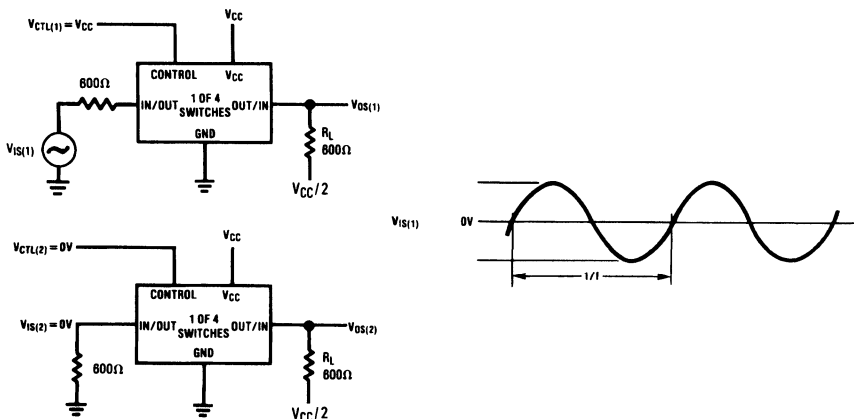 VCTL(1) = VCC
VCC
CONTROL
VCC
600Ω
IN/OUT
1 OF 4
SWITCHES
OUT/IN
VOS(1)
GND
RL
600Ω
VIS(1)
VCC/2
VIS(1)
0V
1/f
VCTL(2) = 0V
VCC
CONTROL
VCC
VIS(2) = 0V
IN/OUT
1 OF 4
SWITCHES
OUT/IN
VOS(2)
GND
600Ω
RL
600Ω
VCC/2